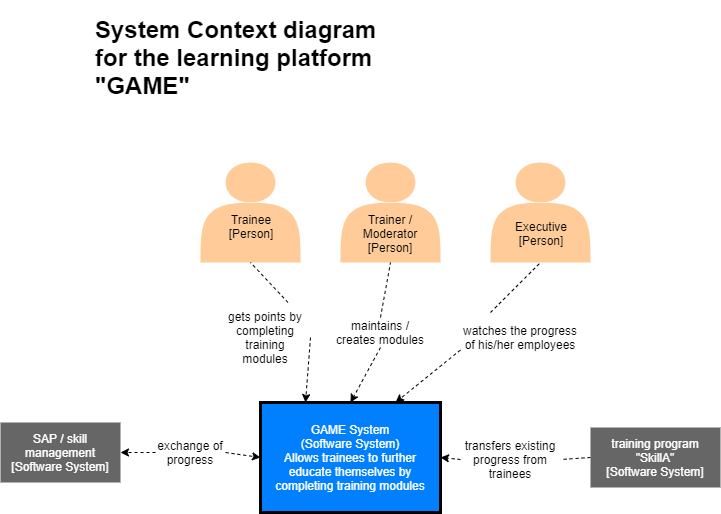 System Context diagram
for the learning platform
"GAME"
Trainee
[Person]
Trainer /
Moderator
[Person]
Executive
[Person]
gets points by
completing
training
modules
maintains /
creates modules
watches the progress
of his/her employees
SAP / skill
management
[Software System]
exchange of
progress
GAME System
(Software System)
Allows trainees to further
educate themselves by
completing training modules
transfers existing
progress from
trainees
training program
"SkillA"
[Software System]